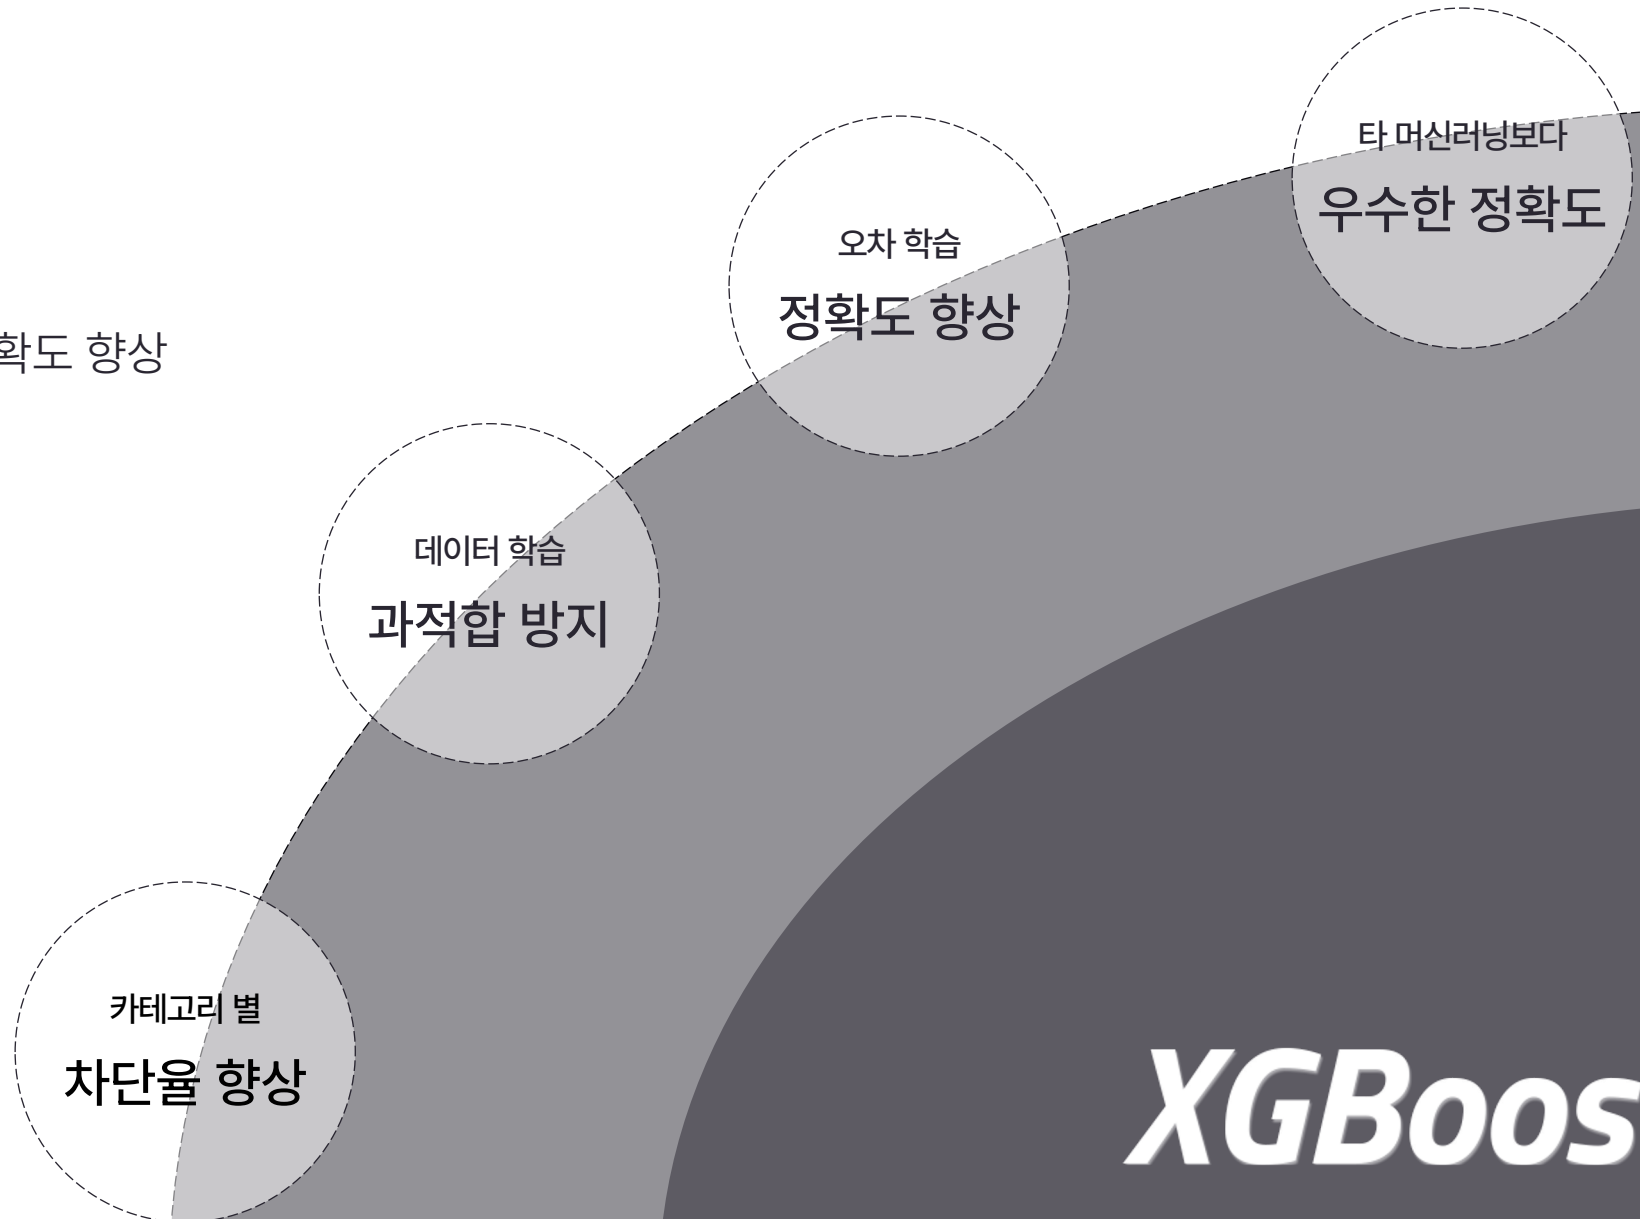 타 머신러닝보다
우수한 정확도
오차 학습
정확도 향상
확도 향상
데이터 학습
과적합 방지
카테고리 별
차단율 향상
XGBoos